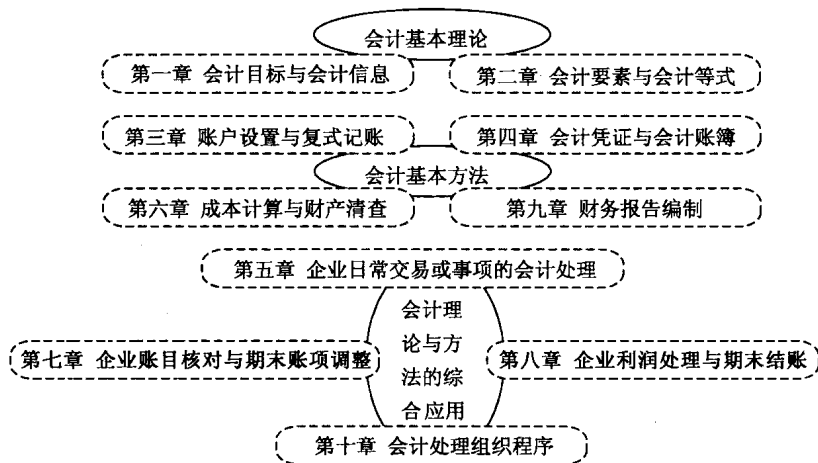 会计基本理论
第一章 会计目标与会计信息
第二章 会计要素与会计等式
第三章 账户设置与复式记账
第四章 会计凭证与会计账簿
会计基本方法
第六章 成本计算与财产清查
第九章 财务报告编制
第五章 企业日常交易或事项的会计处理
会计理
论与方
法的综
合应用
第七章 企业账目核对与期末账项调整
第八章 企业利润处理与期末结账
第十章 会计处理组织程序